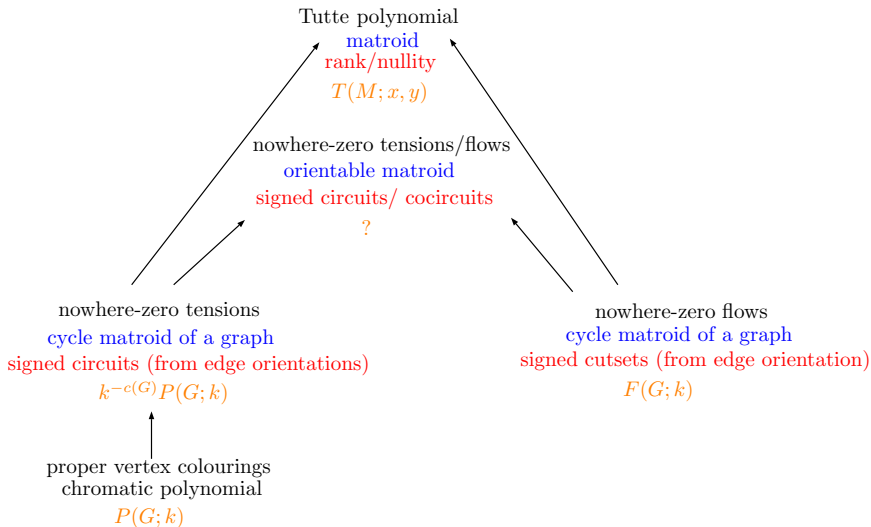 Tutte polynomial
matroid
rank/nullity
T(M; x, y)
nowhere-zero tensions/flows
orientable matroid
signed circuits/ cocircuits
?
nowhere-zero tensions
cycle matroid of a graph
signed circuits (from edge orientations)
k^{-c(G)}P(G; k)
nowhere-zero flows
cycle matroid of a graph
signed cutsets (from edge orientation)
F(G; k)
proper vertex colourings
chromatic polynomial
P(G; k)